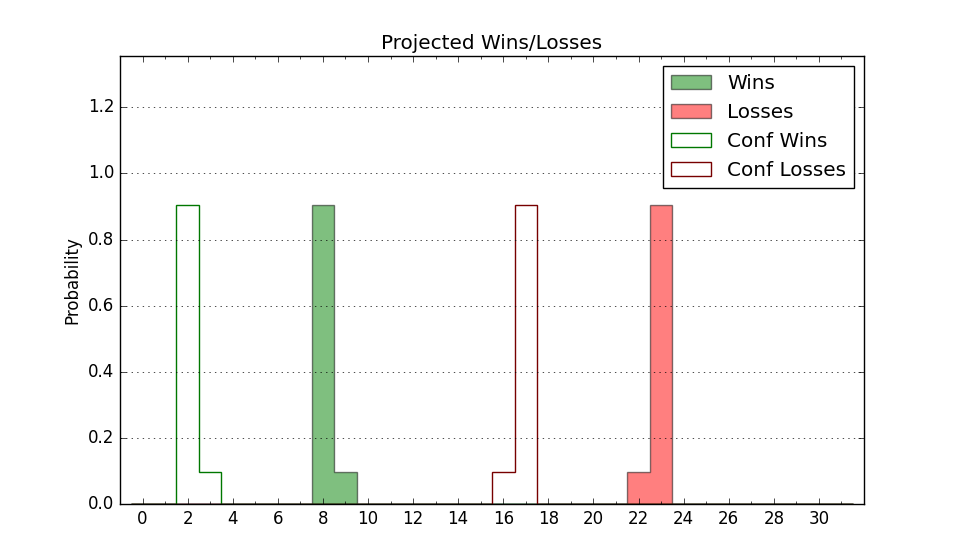 Projected Wins/Losses
Wins
Losses
Conf Wins
Conf Losses
Probability
1.2
1.0
0.8
0.6
0.4
0.2
0.0
0 2 4 6 8 10 12 14 16 18 20 22 24 26 28 30